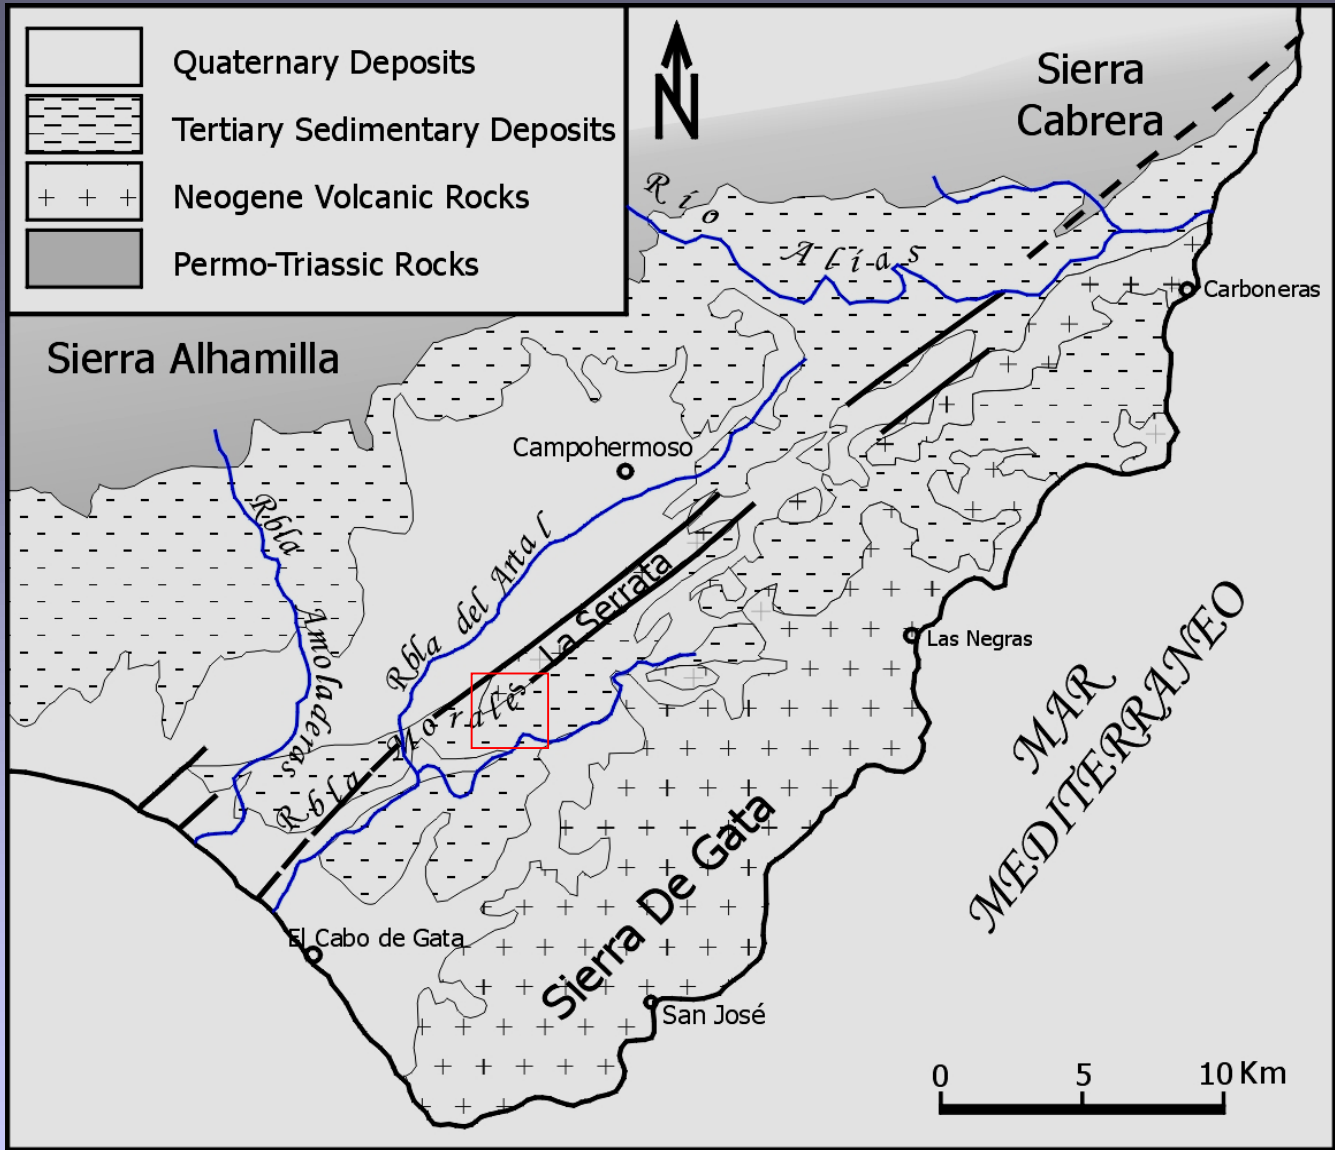 Quaternary Deposits
Tertiary Sedimentary Deposits
Neogene Volcanic Rocks
Permo-Triassic Rocks
N
Sierra
Cabrera
Río
Alías
Carboneras
Sierra Alhamilla
Campohermoso
Rbla
Amoladeras
Rbla del Artal
La Serrata
Las Negras
Rbla Morales
MAR
MEDITERRANEO
Sierra De Gata
El Cabo de Gata
San José
0 5 10 Km